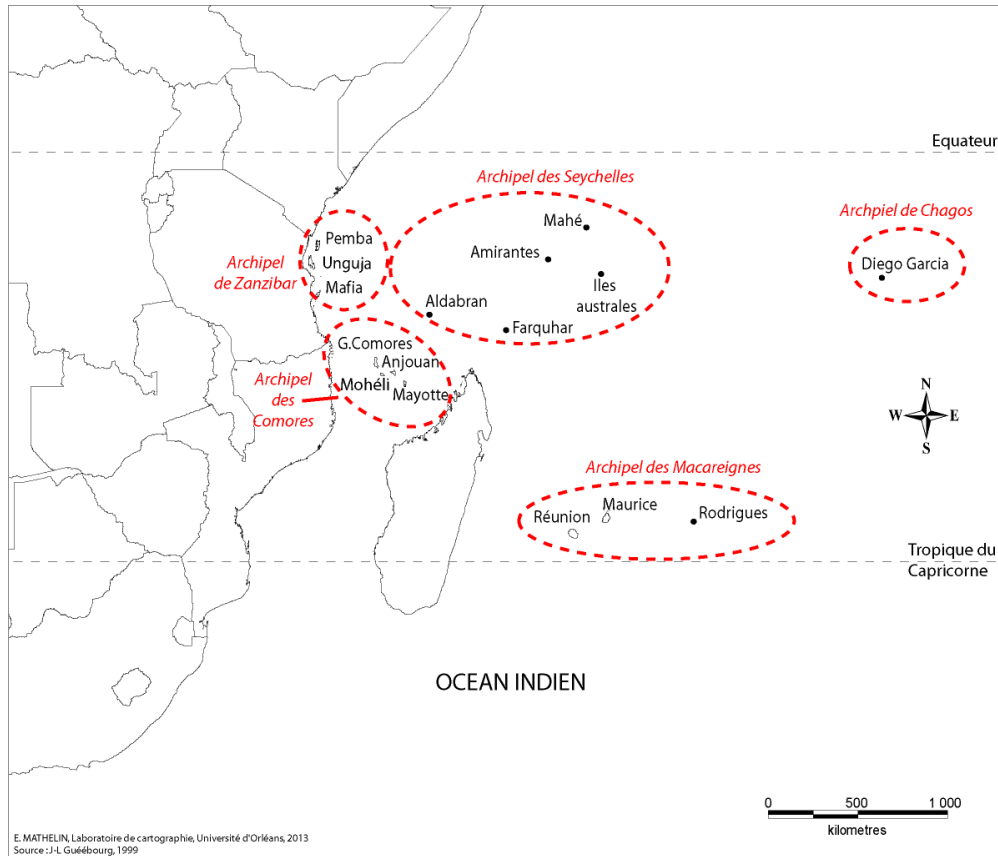 Equateur
Archipel des Seychelles
Archpiel de Chagos
Mahé
Pemba
Amirantes
Diego Garcia
Archipel
de Zanzibar
Unguja
Iles
australes
Mafia
Aldabran
Farquhar
G.Comores
Anjouan
Archipel
des
Comores
Mohéli
Mayotte
N
W
E
S
Archipel des Macareignes
Réunion
Maurice
Rodrigues
Tropique du
Capricorne
OCEAN INDIEN
0 500 1 000
kilometres
E. MATHELIN, Laboratoire de cartographie, Université d'Orléans, 2013
Source : J-L Guéébourg, 1999